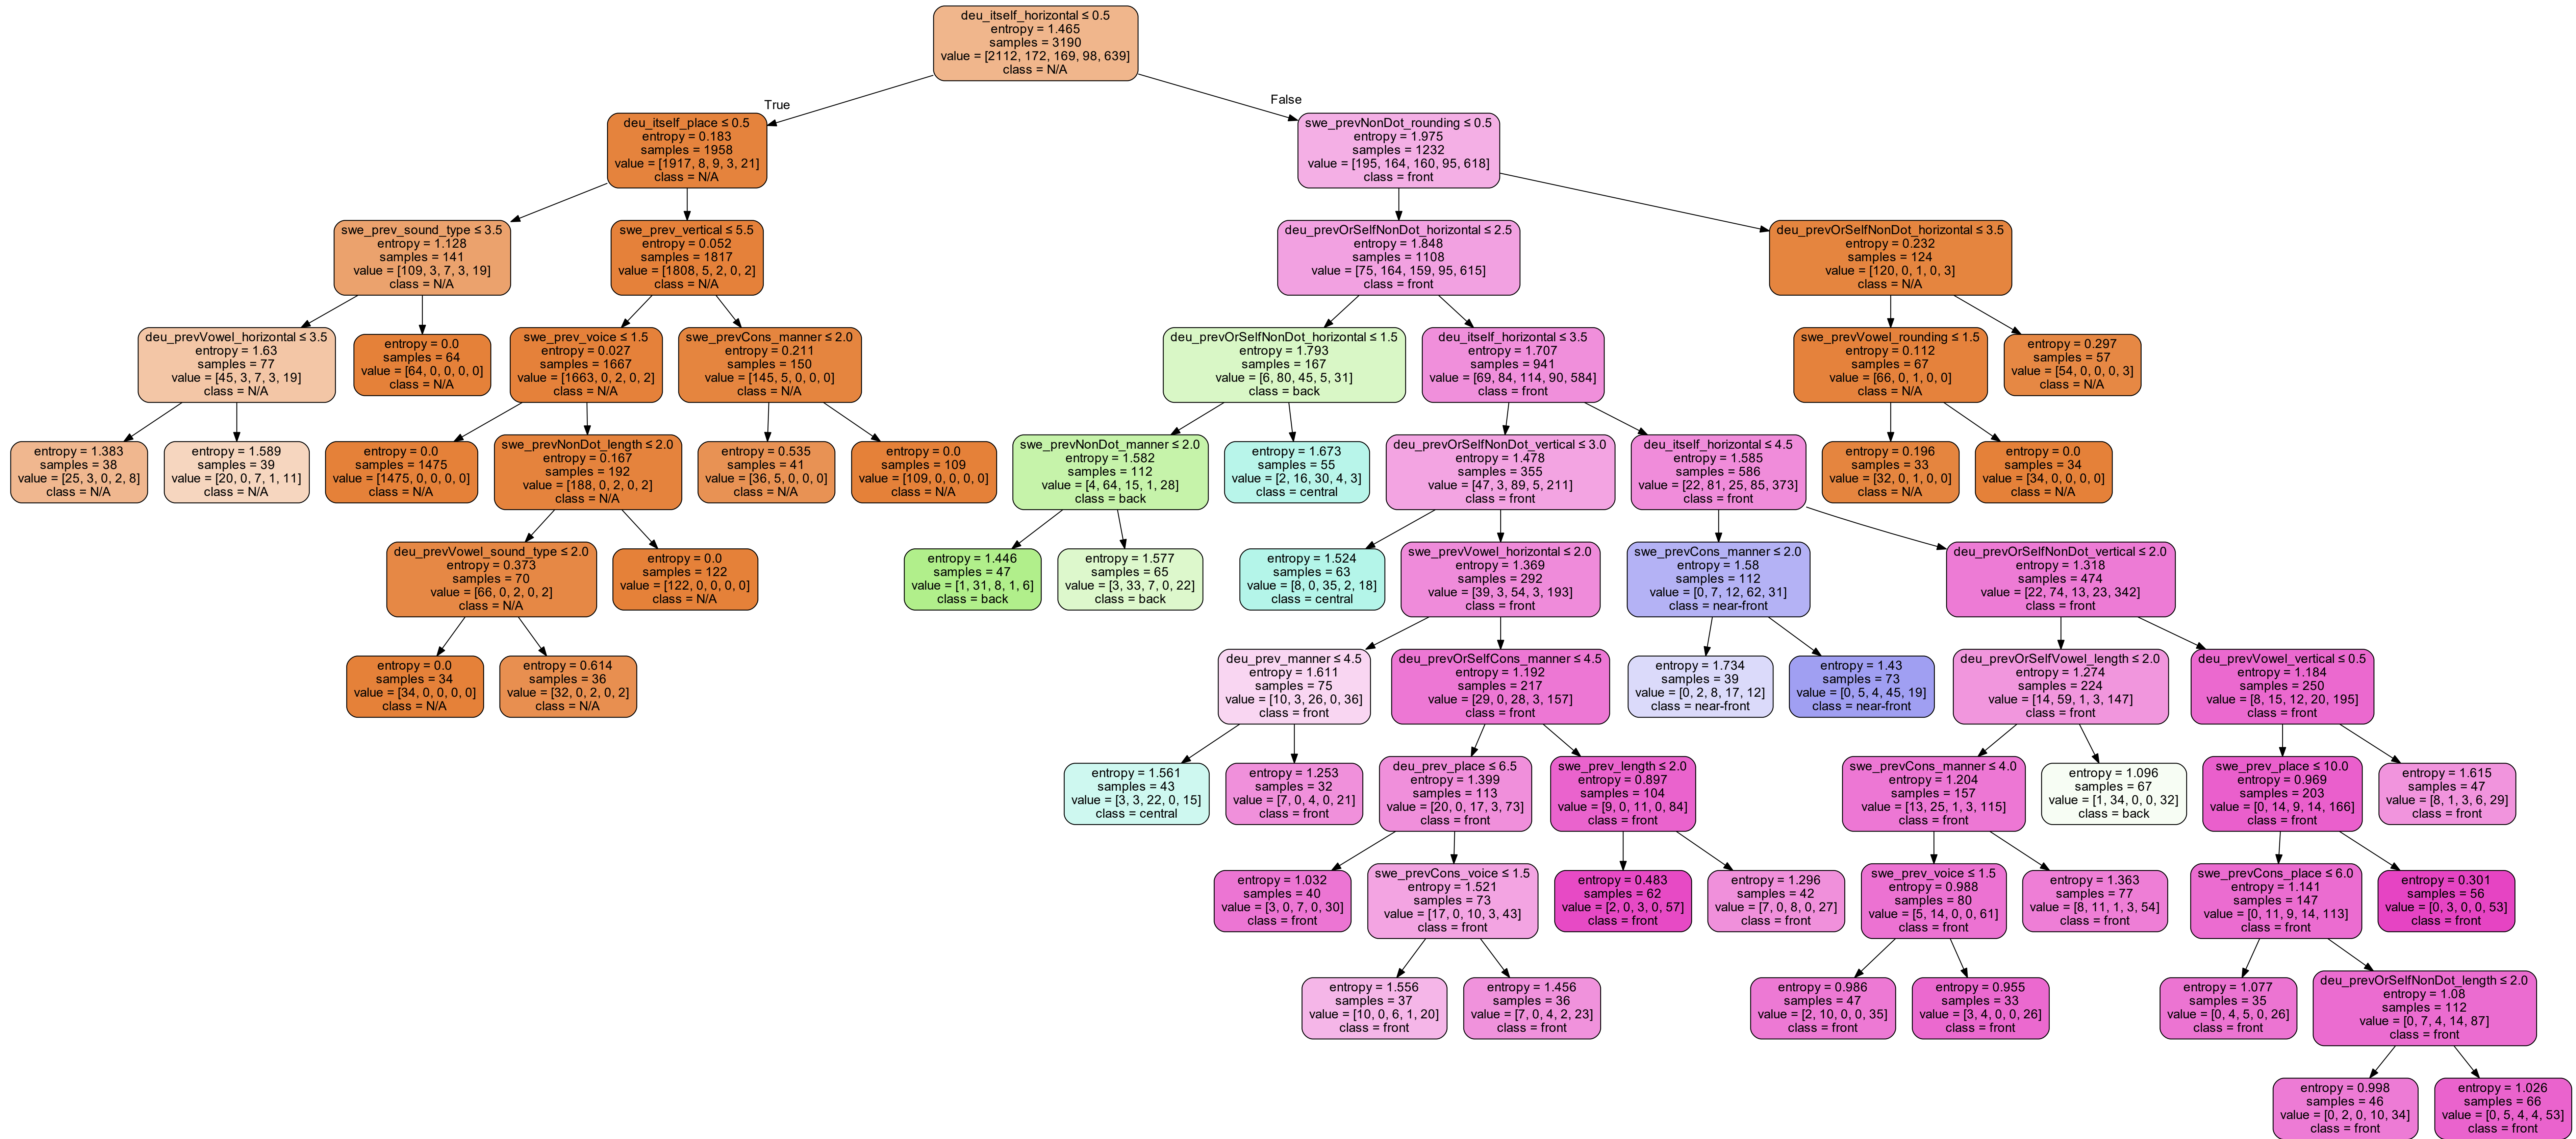 deu_itself_horizontal ≤ 0.5
entropy = 1.465
samples = 3190
value = [2112, 172, 169, 98, 639]
class = N/A
True
False
deu_itself_place ≤ 0.5
entropy = 0.183
samples = 1958
value = [1917, 8, 9, 3, 21]
class = N/A
swe_prevNonDot_rounding ≤ 0.5
entropy = 1.975
samples = 1232
value = [195, 164, 160, 95, 618]
class = front
swe_prev_sound_type ≤ 3.5
entropy = 1.128
samples = 141
value = [109, 3, 7, 3, 19]
class = N/A
swe_prev_vertical ≤ 5.5
entropy = 0.052
samples = 1817
value = [1808, 5, 2, 0, 2]
class = N/A
deu_prevOrSelfNonDot_horizontal ≤ 2.5
entropy = 1.848
samples = 1108
value = [75, 164, 159, 95, 615]
class = front
deu_prevOrSelfNonDot_horizontal ≤ 3.5
entropy = 0.232
samples = 124
value = [120, 0, 1, 0, 3]
class = N/A
deu_prevVowel_horizontal ≤ 3.5
entropy = 1.63
samples = 77
value = [45, 3, 7, 3, 19]
class = N/A
entropy = 0.0
samples = 64
value = [64, 0, 0, 0, 0]
class = N/A
swe_prev_voice ≤ 1.5
entropy = 0.027
samples = 1667
value = [1663, 0, 2, 0, 2]
class = N/A
swe_prevCons_manner ≤ 2.0
entropy = 0.211
samples = 150
value = [145, 5, 0, 0, 0]
class = N/A
deu_prevOrSelfNonDot_horizontal ≤ 1.5
entropy = 1.793
samples = 167
value = [6, 80, 45, 5, 31]
class = back
deu_itself_horizontal ≤ 3.5
entropy = 1.707
samples = 941
value = [69, 84, 114, 90, 584]
class = front
swe_prevVowel_rounding ≤ 1.5
entropy = 0.112
samples = 67
value = [66, 0, 1, 0, 0]
class = N/A
entropy = 0.297
samples = 57
value = [54, 0, 0, 0, 3]
class = N/A
entropy = 1.383
samples = 38
value = [25, 3, 0, 2, 8]
class = N/A
entropy = 1.589
samples = 39
value = [20, 0, 7, 1, 11]
class = N/A
entropy = 0.0
samples = 1475
value = [1475, 0, 0, 0, 0]
class = N/A
swe_prevNonDot_length ≤ 2.0
entropy = 0.167
samples = 192
value = [188, 0, 2, 0, 2]
class = N/A
entropy = 0.535
samples = 41
value = [36, 5, 0, 0, 0]
class = N/A
entropy = 0.0
samples = 109
value = [109, 0, 0, 0, 0]
class = N/A
swe_prevNonDot_manner ≤ 2.0
entropy = 1.582
samples = 112
value = [4, 64, 15, 1, 28]
class = back
entropy = 1.673
samples = 55
value = [2, 16, 30, 4, 3]
class = central
deu_prevOrSelfNonDot_vertical ≤ 3.0
entropy = 1.478
samples = 355
value = [47, 3, 89, 5, 211]
class = front
deu_itself_horizontal ≤ 4.5
entropy = 1.585
samples = 586
value = [22, 81, 25, 85, 373]
class = front
entropy = 0.196
samples = 33
value = [32, 0, 1, 0, 0]
class = N/A
entropy = 0.0
samples = 34
value = [34, 0, 0, 0, 0]
class = N/A
deu_prevVowel_sound_type ≤ 2.0
entropy = 0.373
samples = 70
value = [66, 0, 2, 0, 2]
class = N/A
entropy = 0.0
samples = 122
value = [122, 0, 0, 0, 0]
class = N/A
entropy = 1.446
samples = 47
value = [1, 31, 8, 1, 6]
class = back
entropy = 1.577
samples = 65
value = [3, 33, 7, 0, 22]
class = back
entropy = 1.524
samples = 63
value = [8, 0, 35, 2, 18]
class = central
swe_prevVowel_horizontal ≤ 2.0
entropy = 1.369
samples = 292
value = [39, 3, 54, 3, 193]
class = front
swe_prevCons_manner ≤ 2.0
entropy = 1.58
samples = 112
value = [0, 7, 12, 62, 31]
class = near-front
deu_prevOrSelfNonDot_vertical ≤ 2.0
entropy = 1.318
samples = 474
value = [22, 74, 13, 23, 342]
class = front
entropy = 0.0
samples = 34
value = [34, 0, 0, 0, 0]
class = N/A
entropy = 0.614
samples = 36
value = [32, 0, 2, 0, 2]
class = N/A
deu_prev_manner ≤ 4.5
entropy = 1.611
samples = 75
value = [10, 3, 26, 0, 36]
class = front
deu_prevOrSelfCons_manner ≤ 4.5
entropy = 1.192
samples = 217
value = [29, 0, 28, 3, 157]
class = front
entropy = 1.734
samples = 39
value = [0, 2, 8, 17, 12]
class = near-front
entropy = 1.43
samples = 73
value = [0, 5, 4, 45, 19]
class = near-front
deu_prevOrSelfVowel_length ≤ 2.0
entropy = 1.274
samples = 224
value = [14, 59, 1, 3, 147]
class = front
deu_prevVowel_vertical ≤ 0.5
entropy = 1.184
samples = 250
value = [8, 15, 12, 20, 195]
class = front
entropy = 1.561
samples = 43
value = [3, 3, 22, 0, 15]
class = central
entropy = 1.253
samples = 32
value = [7, 0, 4, 0, 21]
class = front
deu_prev_place ≤ 6.5
entropy = 1.399
samples = 113
value = [20, 0, 17, 3, 73]
class = front
swe_prev_length ≤ 2.0
entropy = 0.897
samples = 104
value = [9, 0, 11, 0, 84]
class = front
swe_prevCons_manner ≤ 4.0
entropy = 1.204
samples = 157
value = [13, 25, 1, 3, 115]
class = front
entropy = 1.096
samples = 67
value = [1, 34, 0, 0, 32]
class = back
swe_prev_place ≤ 10.0
entropy = 0.969
samples = 203
value = [0, 14, 9, 14, 166]
class = front
entropy = 1.615
samples = 47
value = [8, 1, 3, 6, 29]
class = front
entropy = 1.032
samples = 40
value = [3, 0, 7, 0, 30]
class = front
swe_prevCons_voice ≤ 1.5
entropy = 1.521
samples = 73
value = [17, 0, 10, 3, 43]
class = front
entropy = 0.483
samples = 62
value = [2, 0, 3, 0, 57]
class = front
entropy = 1.296
samples = 42
value = [7, 0, 8, 0, 27]
class = front
swe_prev_voice ≤ 1.5
entropy = 0.988
samples = 80
value = [5, 14, 0, 0, 61]
class = front
entropy = 1.363
samples = 77
value = [8, 11, 1, 3, 54]
class = front
swe_prevCons_place ≤ 6.0
entropy = 1.141
samples = 147
value = [0, 11, 9, 14, 113]
class = front
entropy = 0.301
samples = 56
value = [0, 3, 0, 0, 53]
class = front
entropy = 1.556
samples = 37
value = [10, 0, 6, 1, 20]
class = front
entropy = 1.456
samples = 36
value = [7, 0, 4, 2, 23]
class = front
entropy = 0.986
samples = 47
value = [2, 10, 0, 0, 35]
class = front
entropy = 0.955
samples = 33
value = [3, 4, 0, 0, 26]
class = front
entropy = 1.077
samples = 35
value = [0, 4, 5, 0, 26]
class = front
deu_prevOrSelfNonDot_length ≤ 2.0
entropy = 1.08
samples = 112
value = [0, 7, 4, 14, 87]
class = front
entropy = 0.998
samples = 46
value = [0, 2, 0, 10, 34]
class = front
entropy = 1.026
samples = 66
value = [0, 5, 4, 4, 53]
class = front